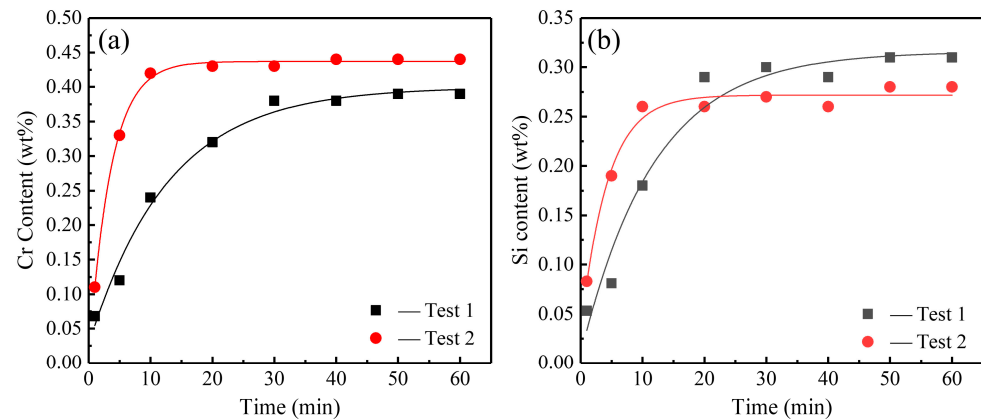 (a)
Cr Content (wt%)
0.50
0.45
0.40
0.35
0.30
0.25
0.20
0.15
0.10
0.05
0.00
Test 1
Test 2
0 10 20 30 40 50 60
Time (min)
(b)
Si content (wt%)
0.35
0.30
0.25
0.20
0.15
0.10
0.05
0.00
Test 1
Test 2
0 10 20 30 40 50 60
Time (min)